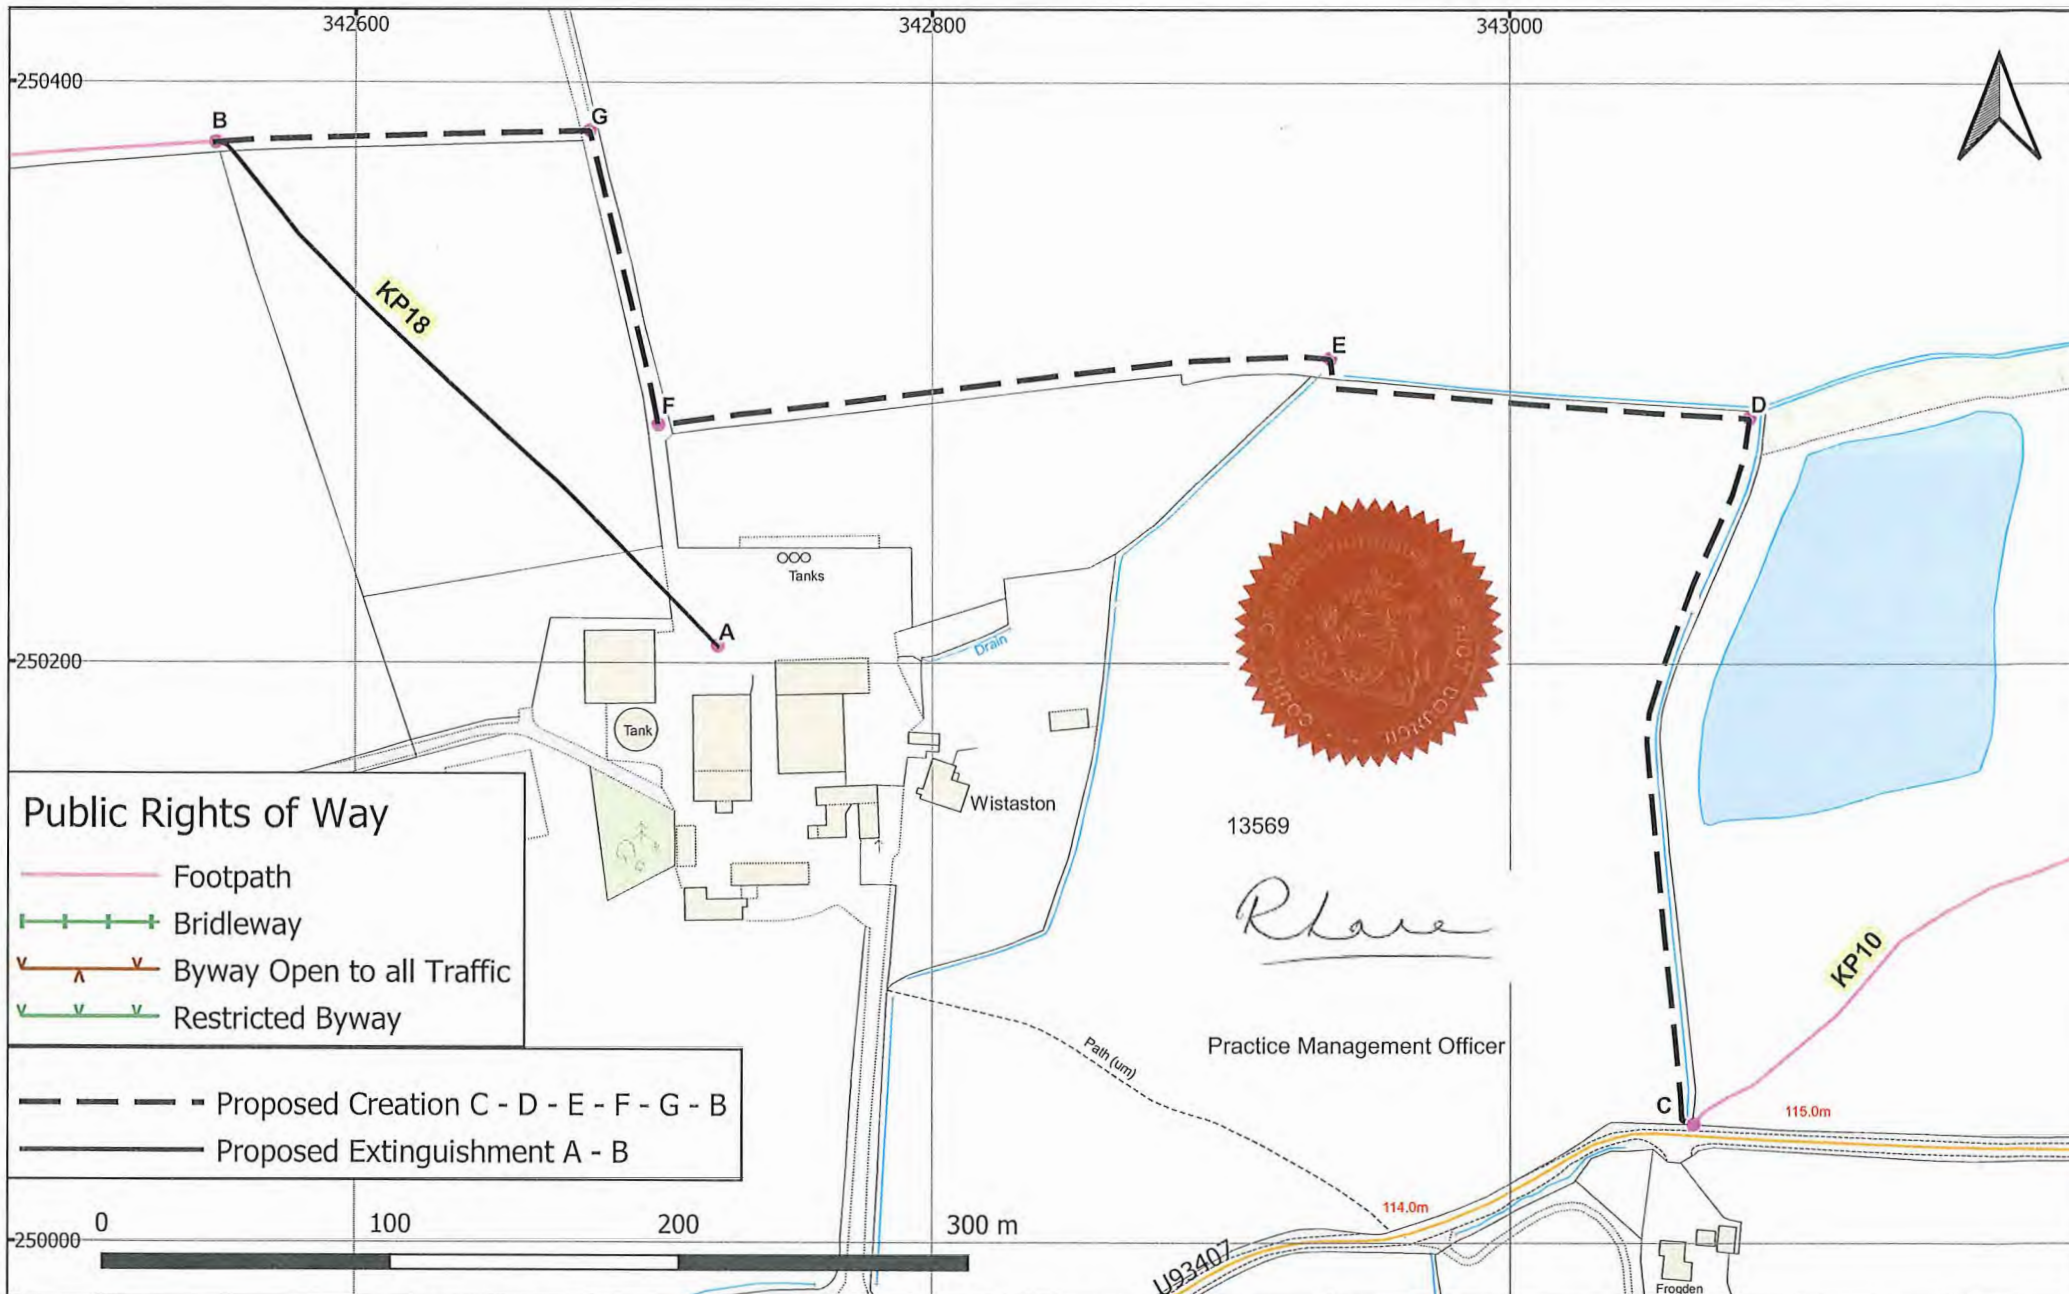 342600
342800
343000
250400
B
G
KP18
E
F
D
Tanks
A
250200
Drain
Tank
Wistaston
13569
Public Rights of Way
Footpath
Bridleway
Byway Open to all Traffic
Restricted Byway
KP10
Path (um)
Practice Management Officer
Proposed Creation C - D - E - F - G - B
Proposed Extinguishment A - B
C
115.0m
114.0m
0 100 200 300 m
250000
U93407
Frogden